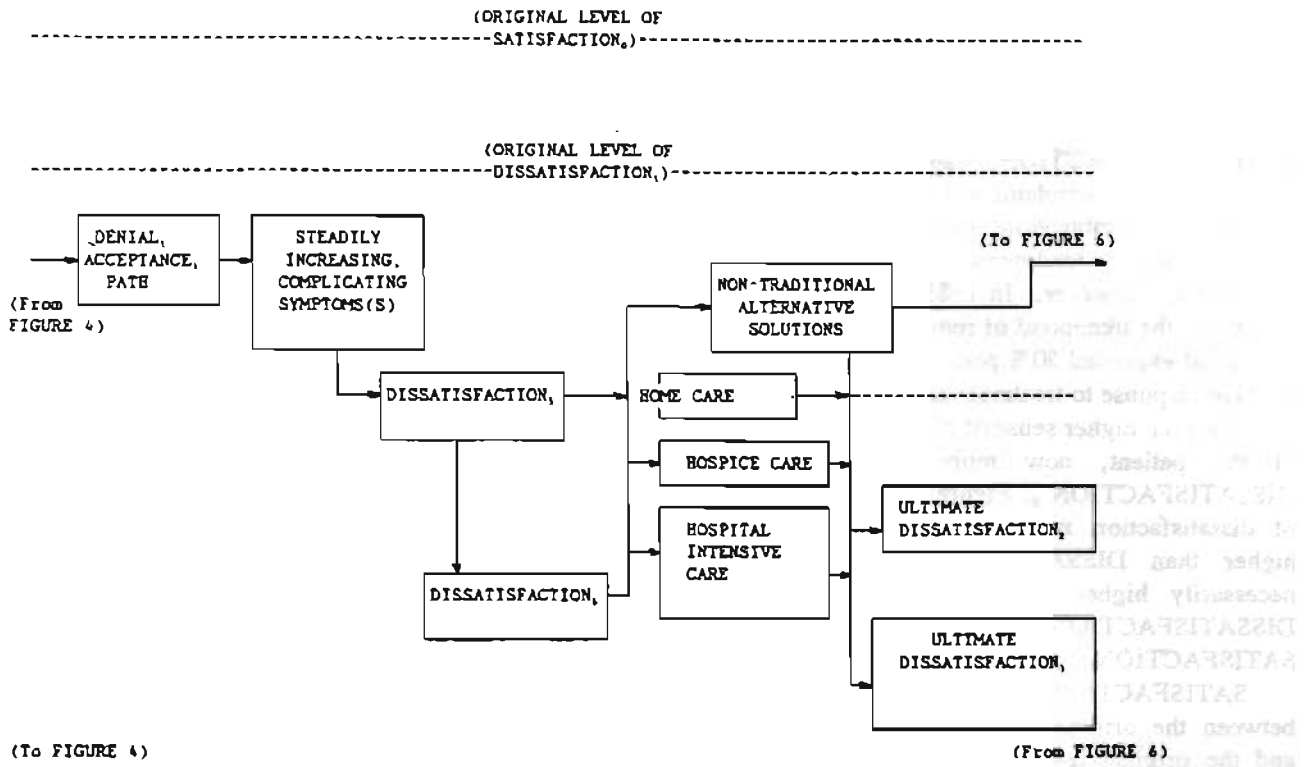 (ORIGINAL LEVEL OF
SATISFACTION₀)
(ORIGINAL LEVEL OF
DISSATISFACTION₁)
DENIAL,
ACCEPTANCE,
PATH
(From
FIGURE 4)
STEADILY
INCREASING,
COMPLICATING
SYMPTOMS(S)
(To FIGURE 6)
NON-TRADITIONAL
ALTERNATIVE
SOLUTIONS
DISSATISFACTION
HOME CARE
HOSPICE CARE
HOSPITAL
INTENSIVE
CARE
ULTIMATE
DISSATISFACTION₂
DISSATISFACTION
ULTIMATE
DISSATISFACTION₁
(To FIGURE 4)
(From FIGURE 6)